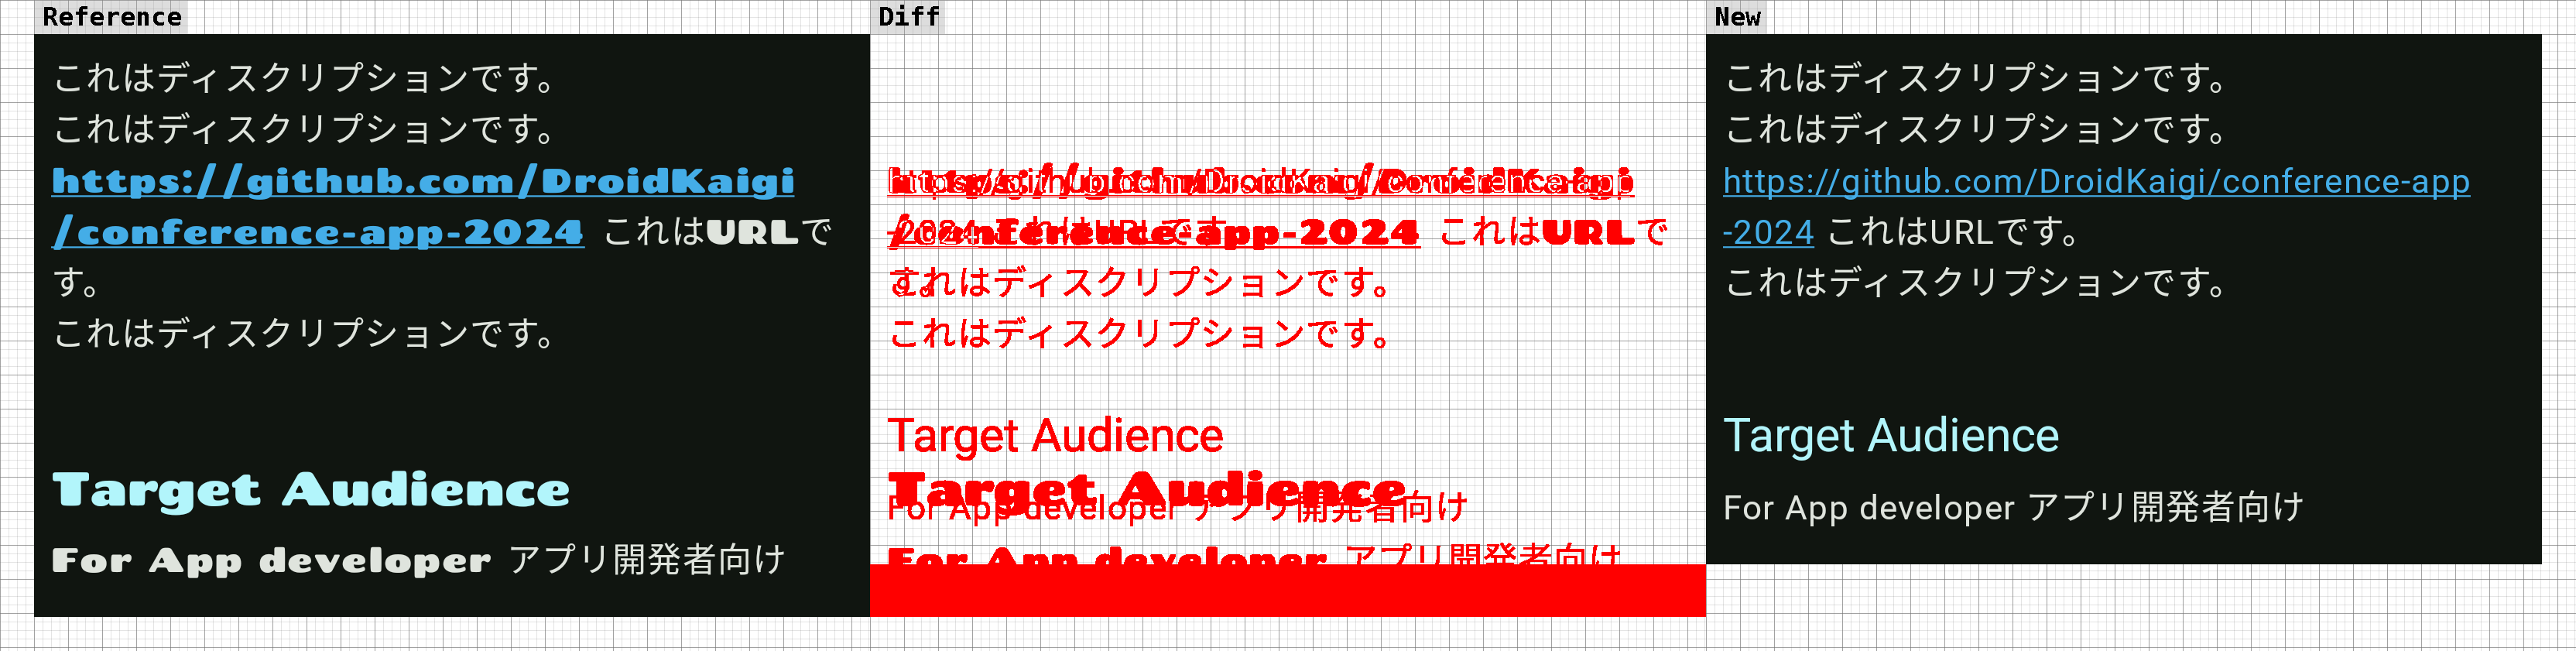 Reference
これはディスクリプションです。
これはディスクリプションです。
https://github.com/DroidKaigi
/conference-app-2024 これはURLで
す。
これはディスクリプションです。
Target Audience
For App developer アプリ開発者向け
Diff
これはディスクリプションです。
これはディスクリプションです。
Target Audience
Target Audience
For App developer アプリ開発者向け
For App developer アプリ開発者向け
New
これはディスクリプションです。
これはディスクリプションです。
https://github.com/DroidKaigi/conference-app
-2024 これはURLです。
これはディスクリプションです。
Target Audience
For App developer アプリ開発者向け